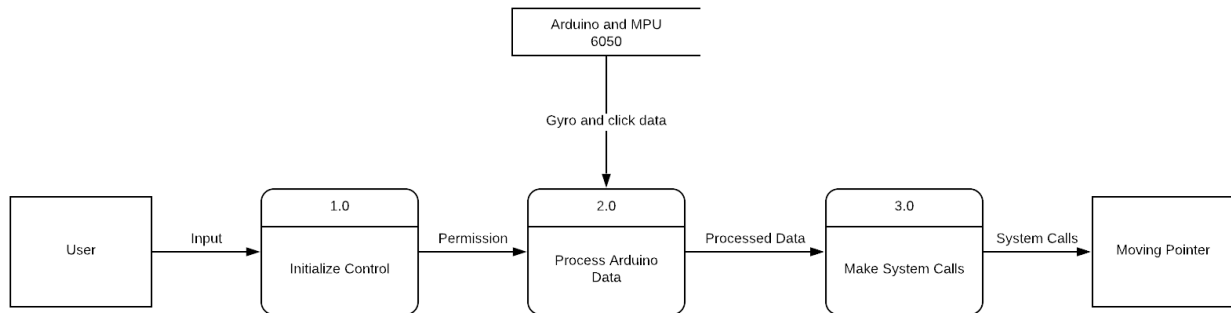 Arduino and MPU
6050
Gyro and click data
User
Input
1.0
Initialize Control
Permission
2.0
Process Arduino
Data
Processed Data
3.0
Make System Calls
System Calls
Moving Pointer